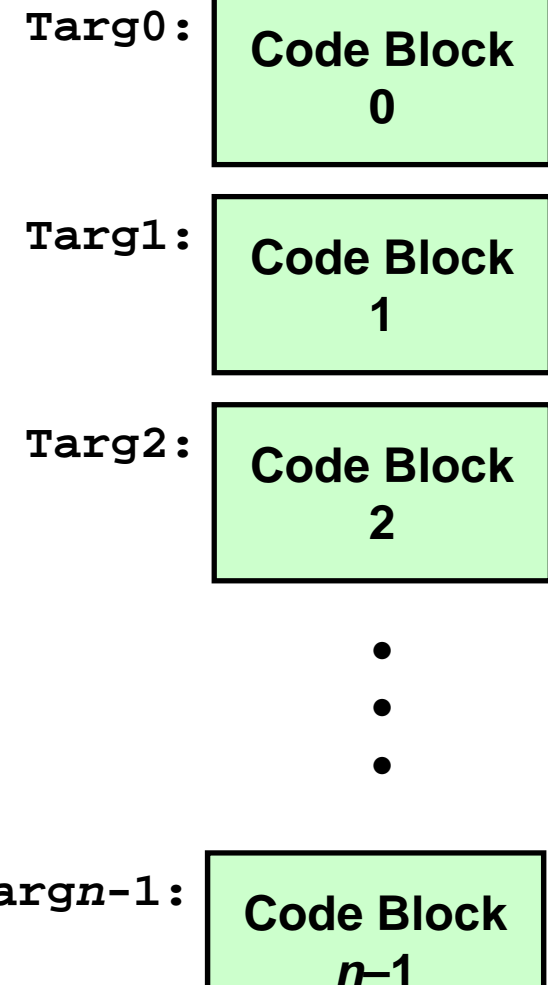 Targ0:
Code Block
0
Targ1:
Code Block
1
Targ2:
Code Block
2
•
•
•
argn-1:
Code Block
n–1